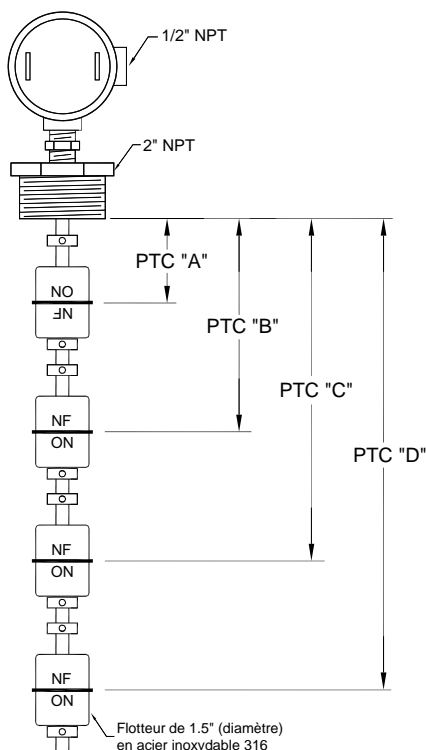 1/2" NPT
2" NPT
PTC "A"
ON
NF
PTC "B"
NF
ON
PTC "C"
NF
ON
PTC "D"
NF
ON
Flotteur de 1.5" (diamètre)
en acier inoxydable 316